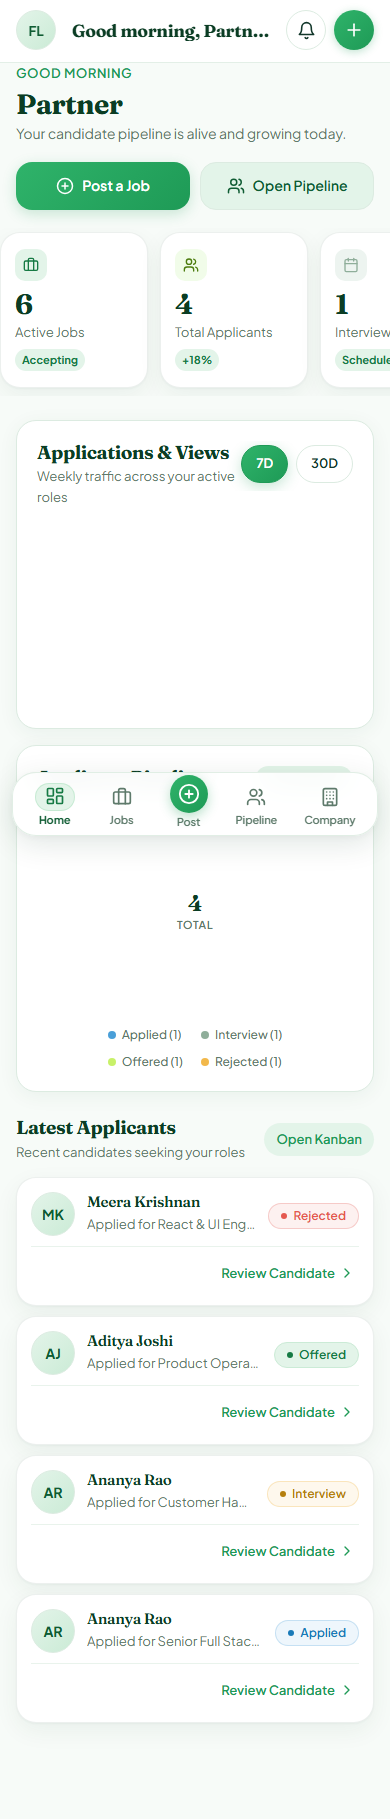 FL
Good morning, Partn...
GOOD MORNING
Partner
Your candidate pipeline is alive and growing today.
Post a Job
Open Pipeline
6
Active Jobs
Accepting
4
Total Applicants
+18%
1
Interview
Schedule
Applications & Views
Weekly traffic across your active
roles
7D
30D
Home
Jobs
Post
Pipeline
Company
4
TOTAL
Applied (1)
Interview (1)
Offered (1)
Rejected (1)
Latest Applicants
Recent candidates seeking your roles
Open Kanban
MK
Meera Krishnan
Applied for React & UI Eng...
Rejected
Review Candidate
AJ
Aditya Joshi
Applied for Product Opera...
Offered
Review Candidate
AR
Ananya Rao
Applied for Customer Ha...
Interview
Review Candidate
AR
Ananya Rao
Applied for Senior Full Stac...
Applied
Review Candidate